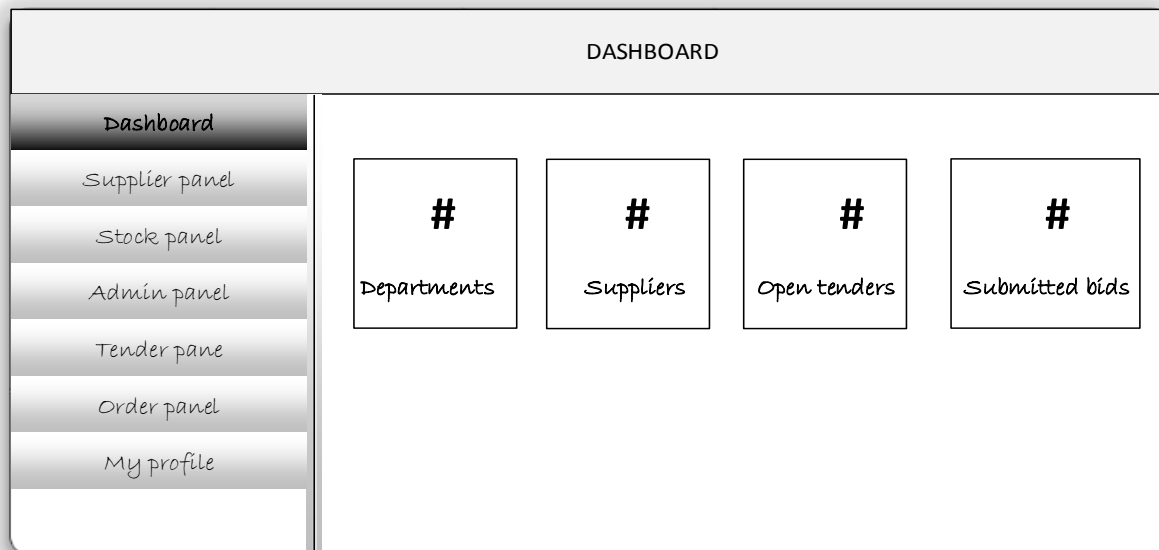 DASHBOARD
Dashboard
Supplier panel
Stock panel
Admin panel
Tender pane
Order panel
My profile
#
Departments
#
Suppliers
#
Open tenders
#
Submitted bids